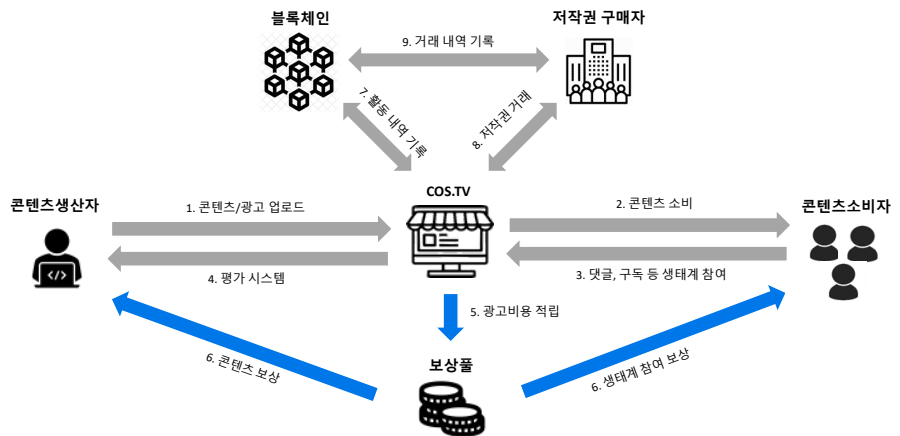 블록체인
저작권 구매자
9. 거래 내역 기록
7. 활동 내역 기록
8. 저작권 거래
COS.TV
콘텐츠생산자
콘텐츠소비자
1. 콘텐츠/광고 업로드
2. 콘텐츠 소비
4. 평가 시스템
3. 댓글, 구독 등 생태계 참여
5. 광고비용 적립
6. 콘텐츠 보상
보상풀
6. 생태계 참여 보상